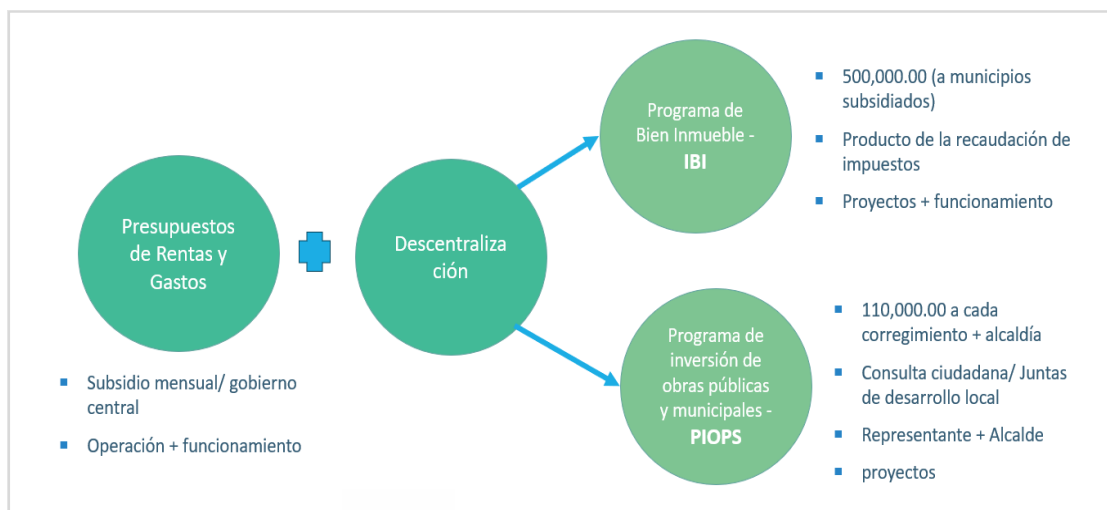 Presupuestos
de Rentas y
Gastos
Subsidio mensual/ gobierno
central
Operación + funcionamiento
Descentraliza
ción
Programa de
Bien Inmueble -
IBI
500,000.00 (a municipios
subsidiados)
Producto de la recaudación de
impuestos
Proyectos + funcionamiento
Programa de
inversión de
obras públicas
y municipales -
PIOPS
110,000.00 a cada
corregimiento + alcaldía
Consulta ciudadana/ Juntas
de desarrollo local
Representante + Alcalde
proyectos